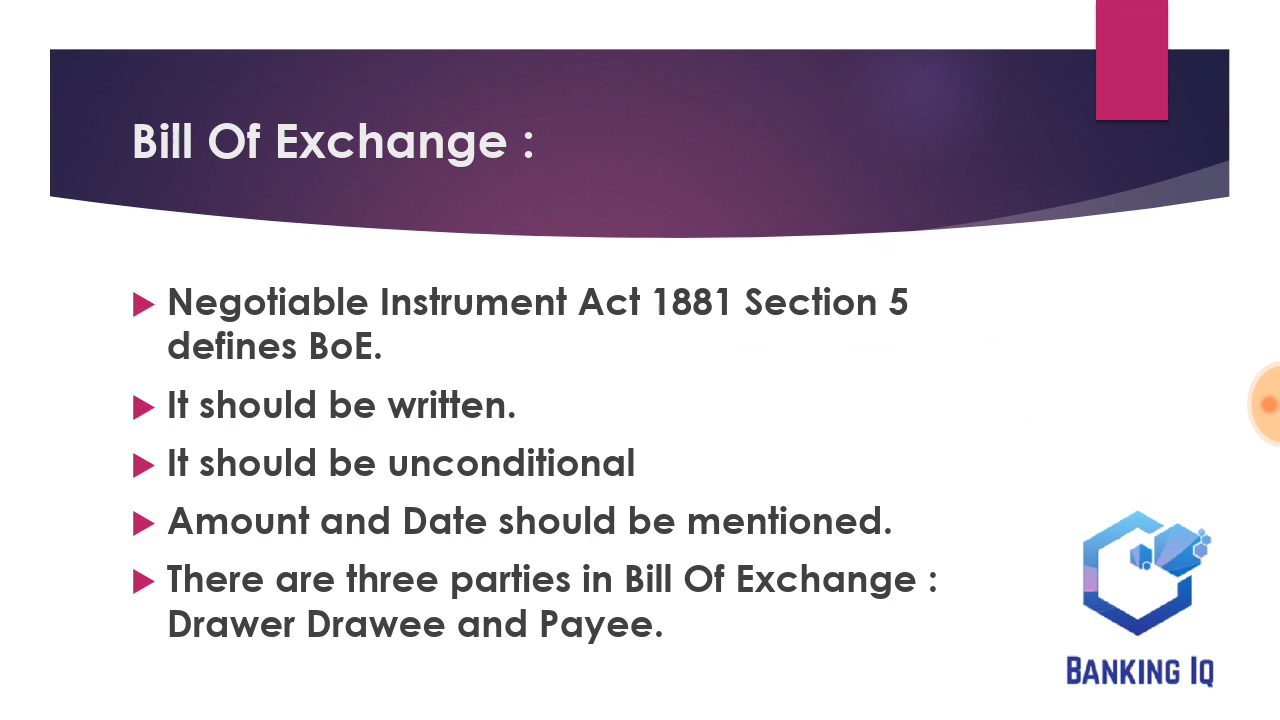 Bill Of Exchange :
Negotiable Instrument Act 1881 Section 5
defines BoE.
It should be written.
It should be unconditional
Amount and Date should be mentioned.
There are three parties in Bill Of Exchange :
Drawer Drawee and Payee.
BANKING IQ